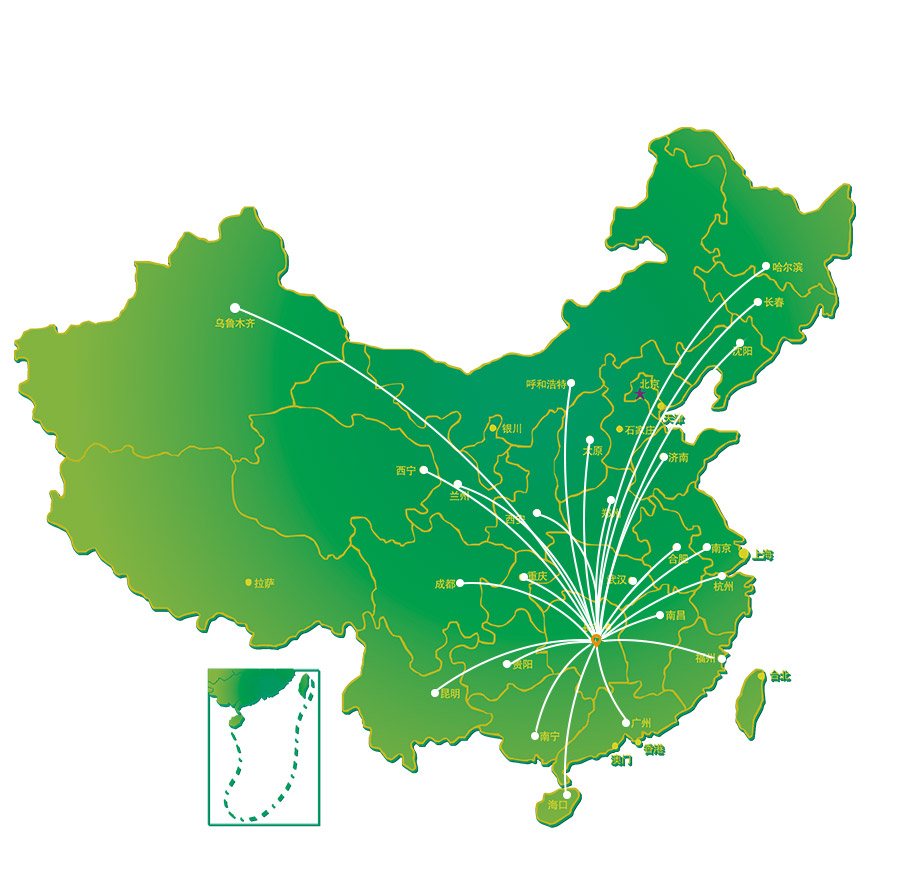 哈尔滨
长春
乌鲁木齐
沈阳
呼和浩特
北京
天津
银川
石家庄
太原
济南
西宁
兰州
郑州
西安
南京
上海
合肥
重庆
武汉
成都
拉萨
杭州
南昌
福州
贵阳
台北
昆明
广州
南宁
香港
澳门
海口